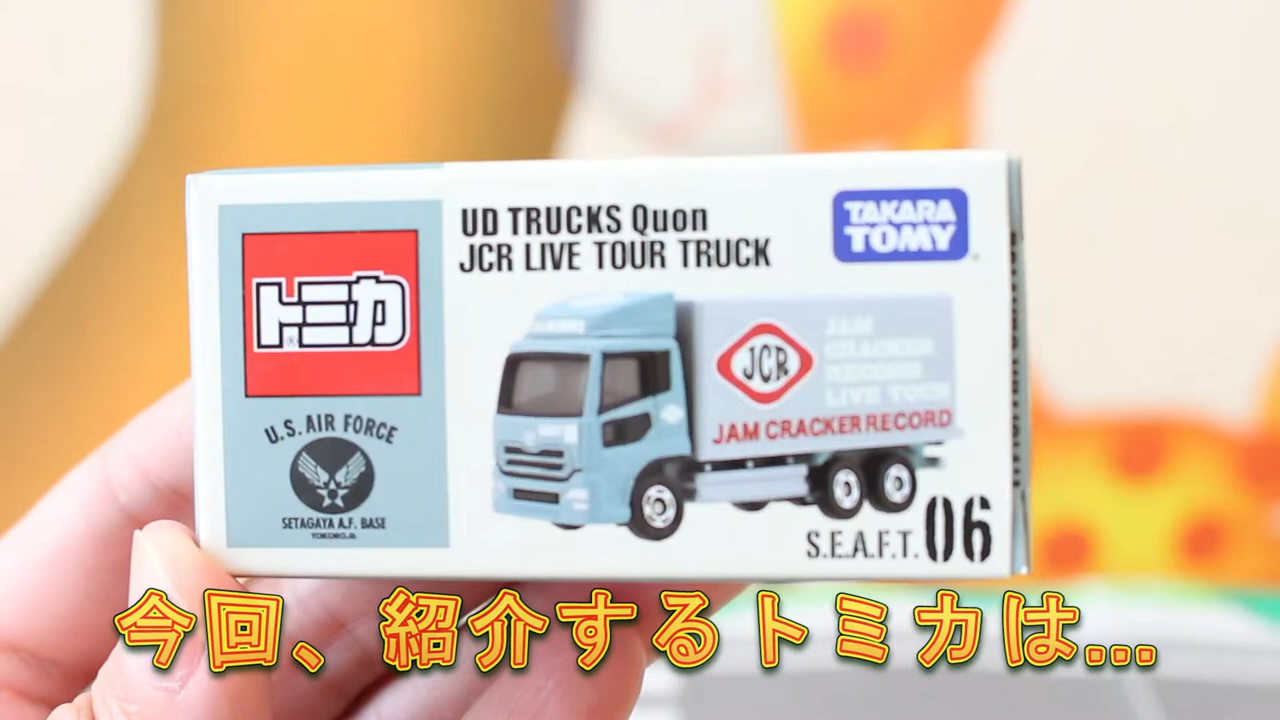 UD TRUCKS Quon
JCR LIVE TOUR TRUCK
TAKARA
TOMY
トミカ
U.S. AIR FORCE
SETAGAYA A.F. BASE
JCR
JAM
CRACKER
RECORD
LIVE TOUR
JAM CRACKER RECORD
S.E.A.F.T. 06
今回、紹介するトミカは...